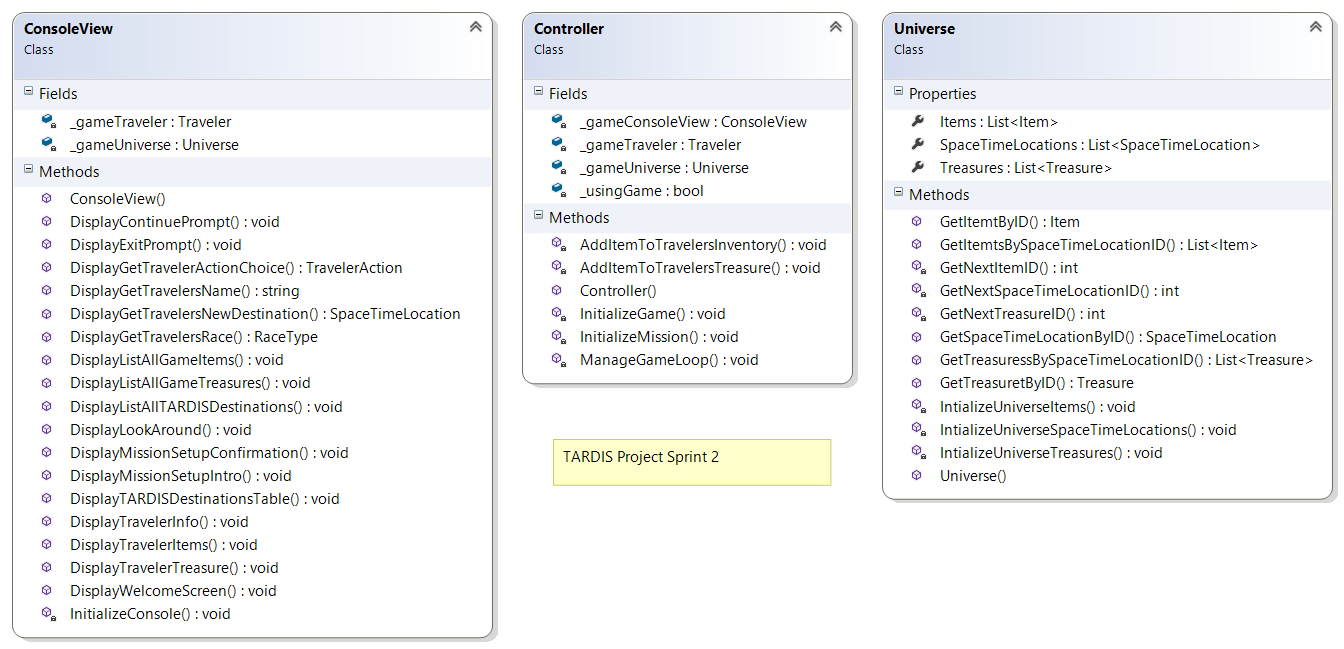 ConsoleView
Class
Fields
_gameTraveler : Traveler
_gameUniverse : Universe
Methods
ConsoleView()
DisplayContinuePrompt() : void
DisplayExitPrompt() : void
DisplayGetTravelerActionChoice() : TravelerAction
DisplayGetTravelersName() : string
DisplayGetTravelersNewDestination() : SpaceTimeLocation
DisplayGetTravelersRace() : RaceType
DisplayListAllGameItems() : void
DisplayListAllGameTreasures() : void
DisplayListAllTARDISDestinations() : void
DisplayLookAround() : void
DisplayMissionSetupConfirmation() : void
DisplayMissionSetupIntro() : void
DisplayTARDISDestinationsTable() : void
DisplayTravelerInfo() : void
DisplayTravelerItems() : void
DisplayTravelerTreasure() : void
DisplayWelcomeScreen() : void
InitializeConsole() : void
Controller
Class
Fields
_gameConsoleView : ConsoleView
_gameTraveler : Traveler
_gameUniverse : Universe
_usingGame : bool
Methods
AddItemToTravelersInventory() : void
AddItemToTravelersTreasure() : void
Controller()
InitializeGame() : void
InitializeMission() : void
ManageGameLoop() : void
TARDIS Project Sprint 2
Universe
Class
Properties
Items : List<Item>
SpaceTimeLocations : List<SpaceTimeLocation>
Treasures : List<Treasure>
Methods
GetItemtByID() : Item
GetItemtsBySpaceTimeLocationID() : List<Item>
GetNextItemID() : int
GetNextSpaceTimeLocationID() : int
GetNextTreasureID() : int
GetSpaceTimeLocationByID() : SpaceTimeLocation
GetTreasuressBySpaceTimeLocationID() : List<Treasure>
GetTreasuretByID() : Treasure
IntializeUniverseItems() : void
IntializeUniverseSpaceTimeLocations() : void
IntializeUniverseTreasures() : void
Universe()